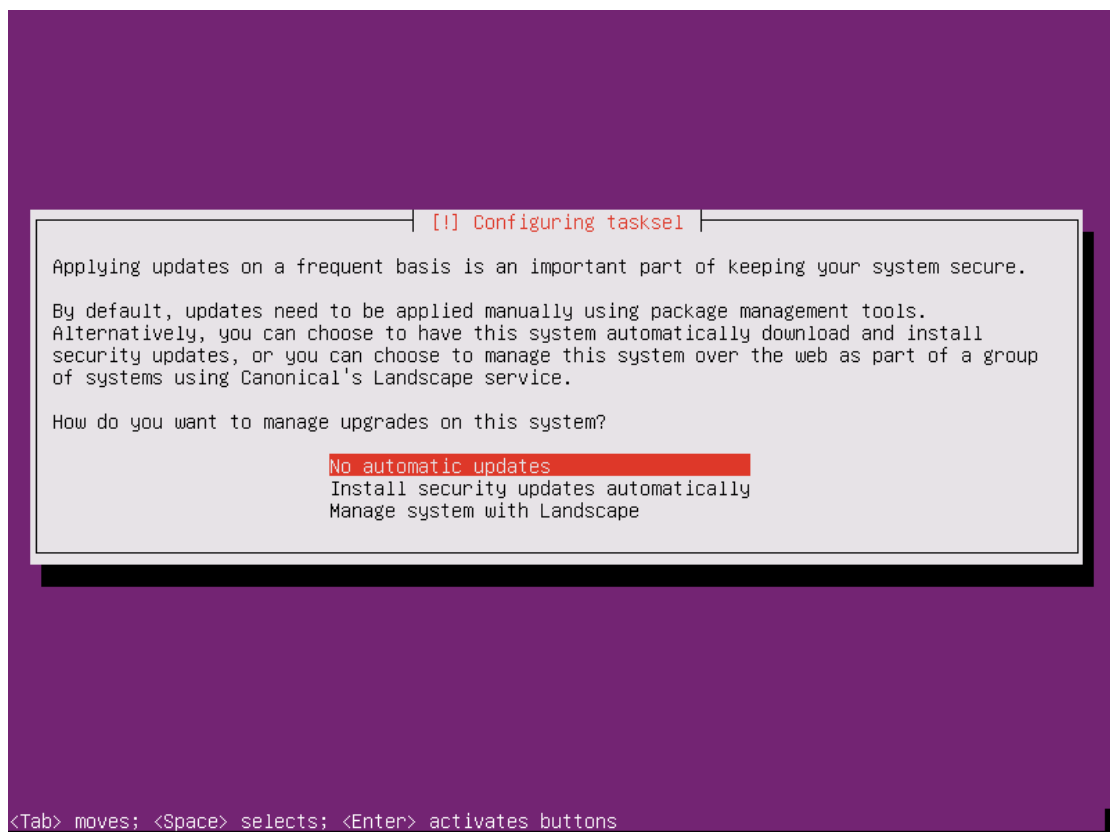 [!] Configuring tasksel
Applying updates on a frequent basis is an important part of keeping your system secure.
By default, updates need to be applied manually using package management tools.
Alternatively, you can choose to have this system automatically download and install
security updates, or you can choose to manage this system over the web as part of a group
of systems using Canonical's Landscape service.
How do you want to manage upgrades on this system?
No automatic updates
Install security updates automatically
Manage system with Landscape
<Tab> moves; <Space> selects; <Enter> activates buttons